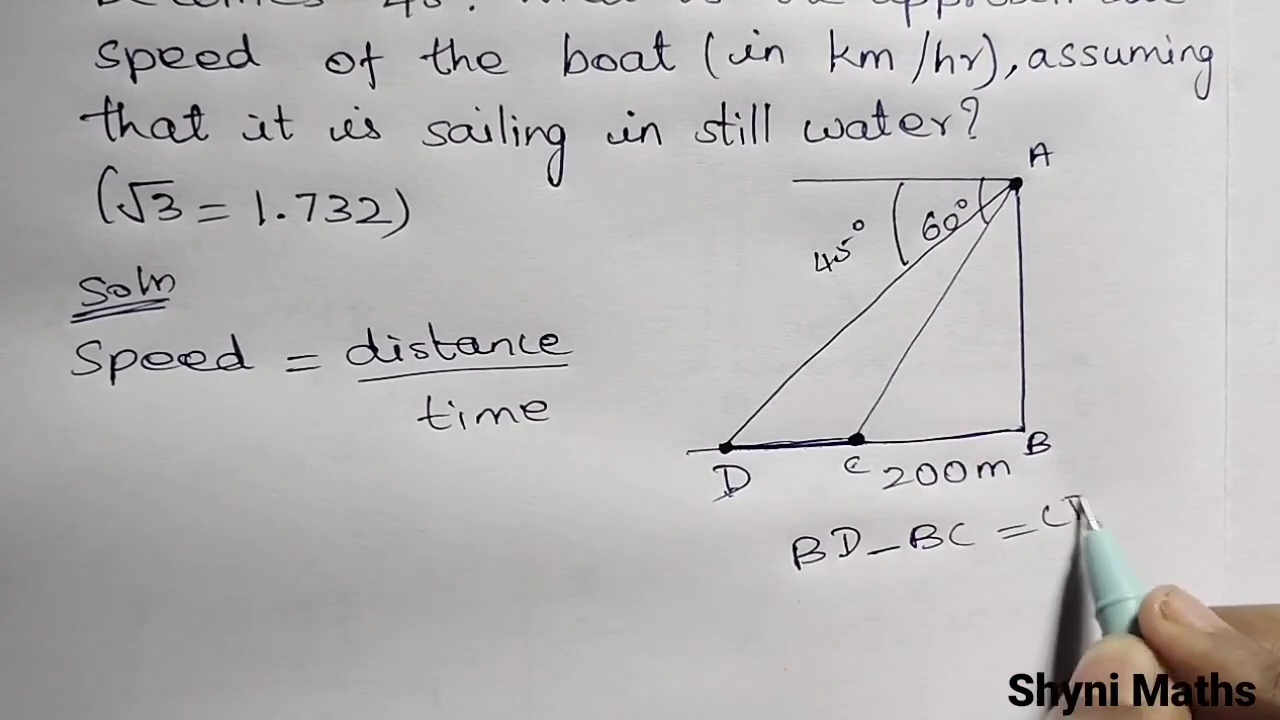 speed of the boat (in km/hr), assuming
that it is sailing in still water?
(√3 = 1.732)
Soln
Speed = distance
time
A
45° 60°
D C 200m B
BD - BC = C
Shyni Maths